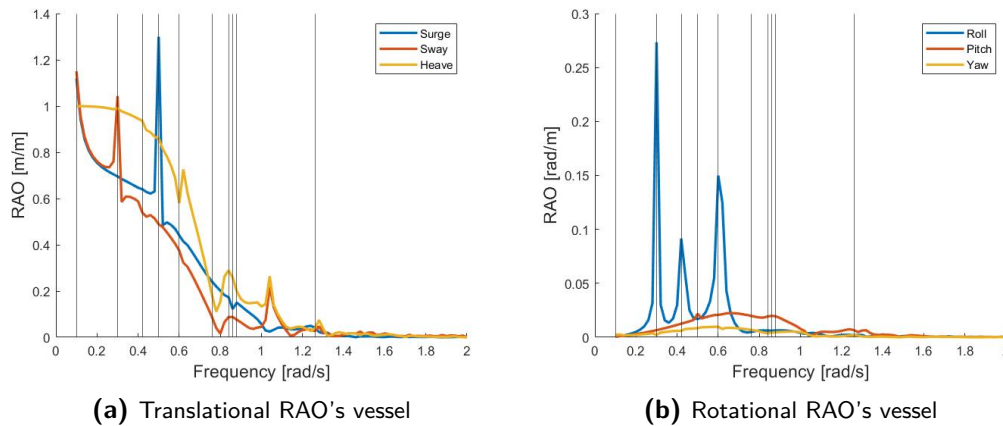 1.4
1.2
1
0.8
0.6
0.4
0.2
0
RAO [m/m]
Surge
Sway
Heave
0 0.2 0.4 0.6 0.8 1 1.2 1.4 1.6 1.8 2
Frequency [rad/s]
(a) Translational RAO's vessel
0.3
0.25
0.2
0.15
0.1
0.05
0
RAO [rad/m]
Roll
Pitch
Yaw
0 0.2 0.4 0.6 0.8 1 1.2 1.4 1.6 1.8
Frequency [rad/s]
(b) Rotational RAO's vessel